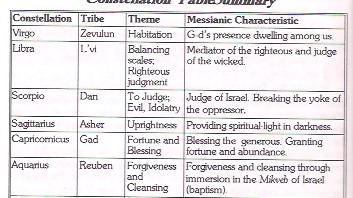 Constellation Table Summary
Constellation Tribe Theme Messianic Characteristic
Virgo Zevulun Habitation G-d's presence dwelling among us.
Libra L'vi Balancing scales; Righteous judgment Mediator of the righteous and judge of the wicked.
Scorpio Dan To Judge; Evil, Idolatry Judge of Israel. Breaking the yoke of the oppressor.
Sagittarius Asher Uprightness Providing spiritual-light in darkness.
Capricornicus Gad Fortune and Blessing Blessing the generous. Granting fortune and abundance.
Aquarius Reuben Forgiveness and Cleansing Forgiveness and cleansing through immersion in the Mikveh of Israel (baptism).